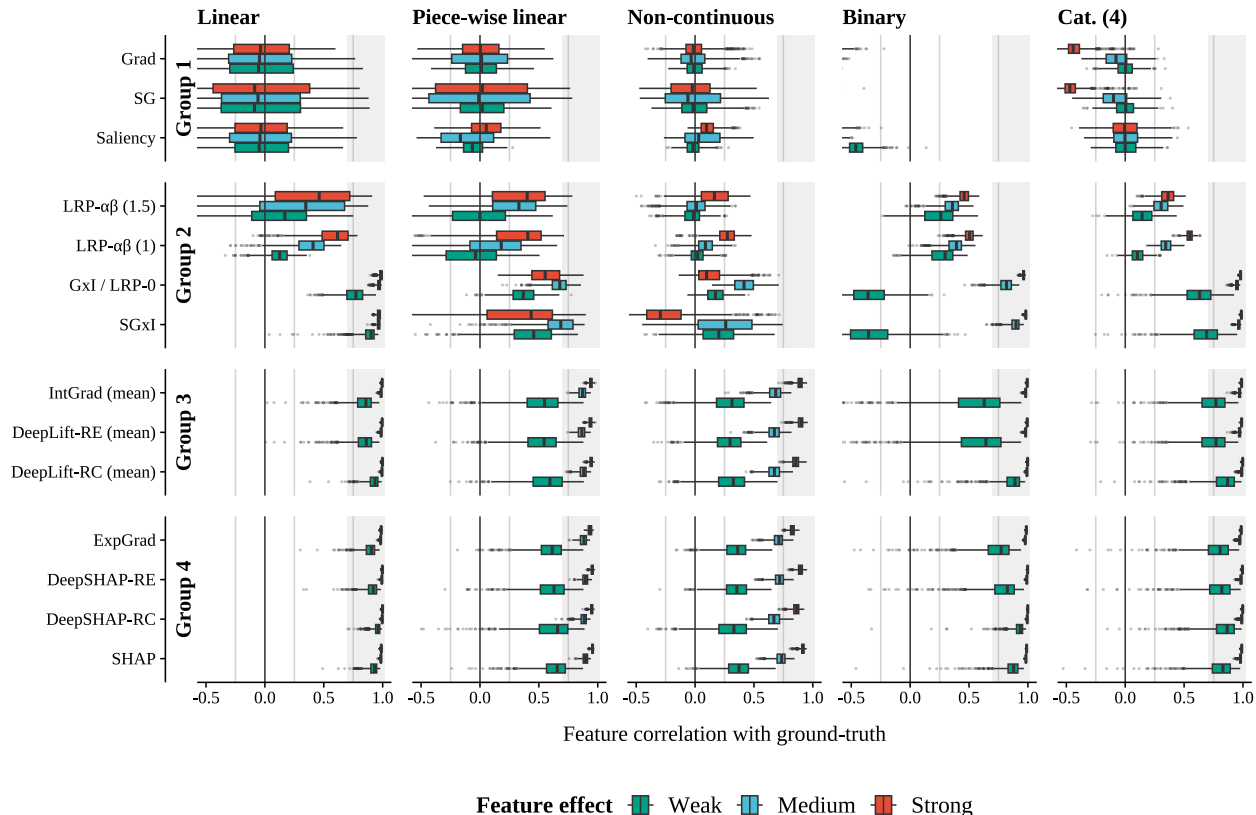 Linear
Piece-wise linear
Non-continuous
Binary
Cat. (4)
Group 1
Grad
SG
Saliency
Group 2
LRP-αβ (1.5)
LRP-αβ (1)
GxI / LRP-0
SGxI
Group 3
IntGrad (mean)
DeepLift-RE (mean)
DeepLift-RC (mean)
Group 4
ExpGrad
DeepSHAP-RE
DeepSHAP-RC
SHAP
-0.5 0.0 0.5 1.0 -0.5 0.0 0.5 1.0 -0.5 0.0 0.5 1.0 -0.5 0.0 0.5 1.0 -0.5 0.0 0.5 1.0
Feature correlation with ground-truth
Feature effect Weak Medium Strong